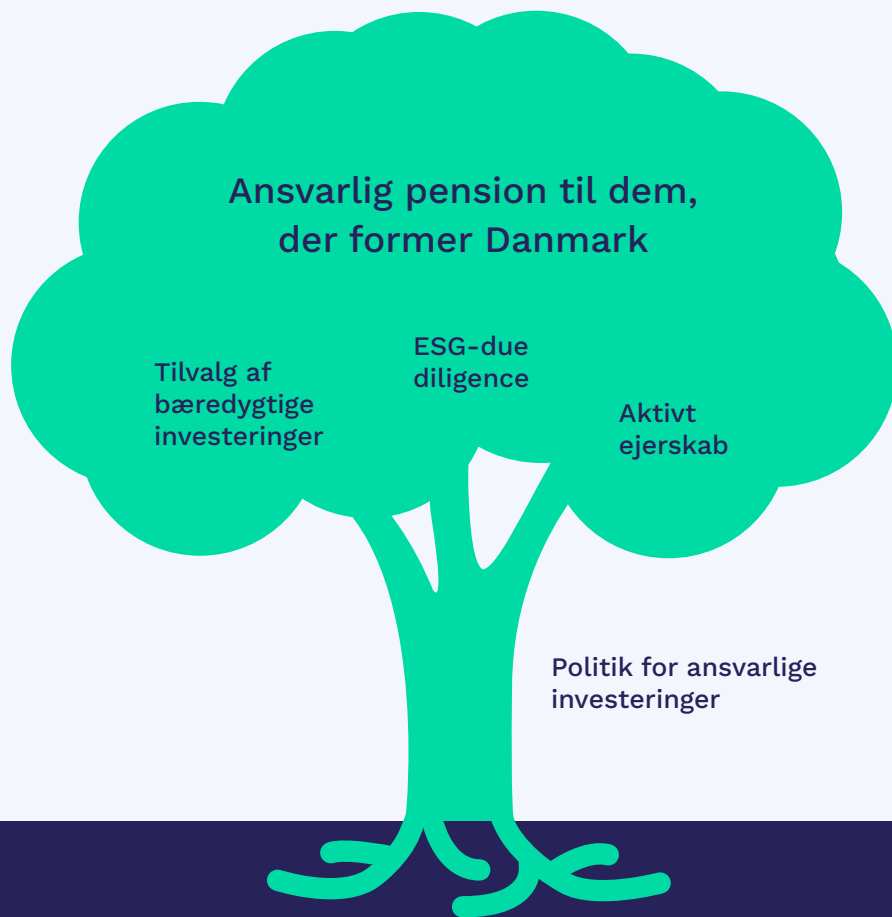 Ansvarlig pension til dem,
der former Danmark
Tilvalg af
bæredygtige
investeringer
ESG-due
diligence
Aktivt
ejerskab
Politik for ansvarlige
investeringer